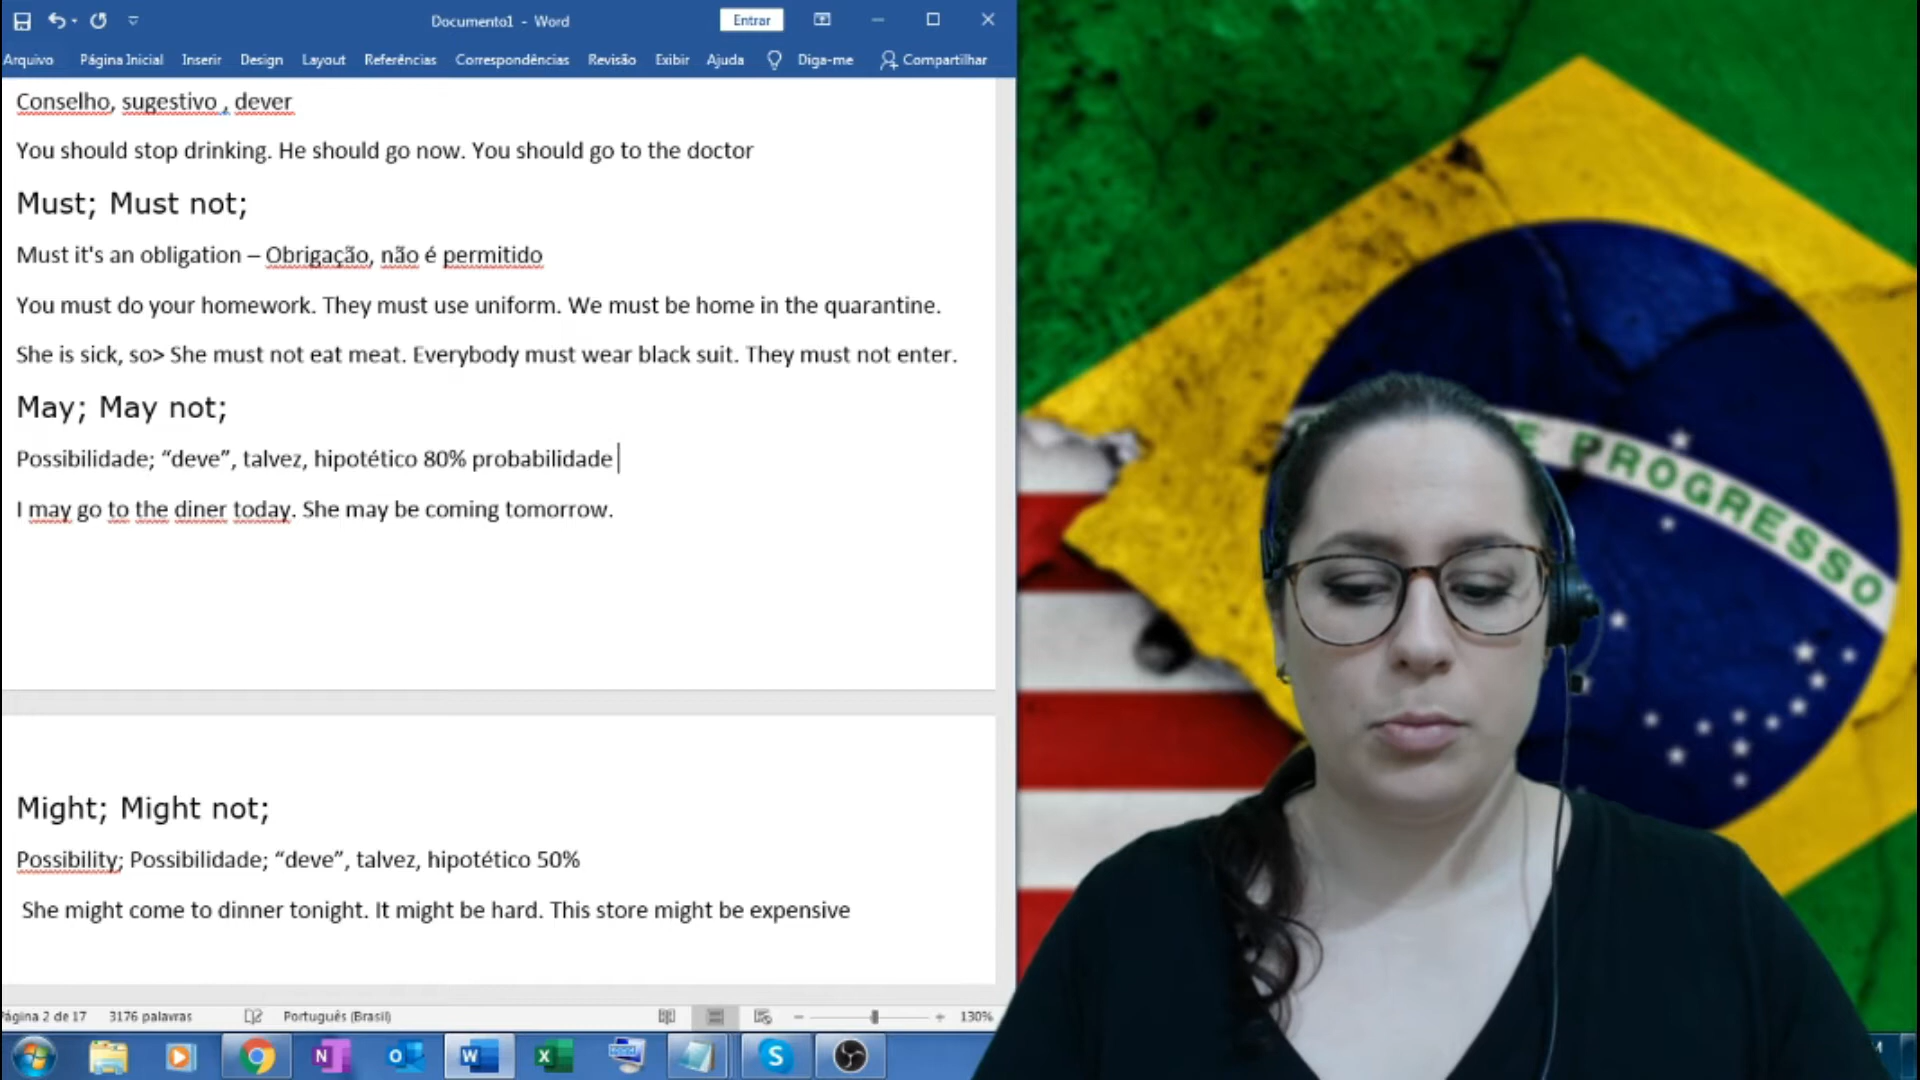 Documento1 - Word
Entrar
Arquivo Página Inicial Inserir Design Layout Referências Correspondências Revisão Exibir Ajuda Diga-me Compartilhar
Conselho, sugestivo , dever
You should stop drinking. He should go now. You should go to the doctor
Must; Must not;
Must it's an obligation – Obrigação, não é permitido
You must do your homework. They must use uniform. We must be home in the quarantine.
She is sick, so> She must not eat meat. Everybody must wear black suit. They must not enter.
May; May not;
Possibilidade; “deve”, talvez, hipotético 80% probabilidade
I may go to the diner today. She may be coming tomorrow.
Might; Might not;
Possibility; Possibilidade; “deve”, talvez, hipotético 50%
She might come to dinner tonight. It might be hard. This store might be expensive
Página 2 de 17 3176 palavras Português (Brasil) 130%
E PROGRESSO